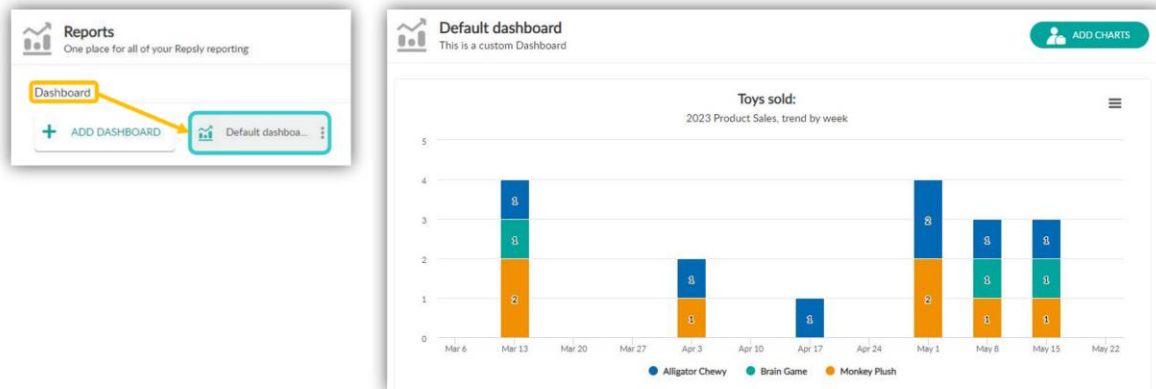 Reports
One place for all of your Repsly reporting
Dashboard
+ ADD DASHBOARD
Default dashboa...
Default dashboard
This is a custom Dashboard
ADD CHARTS
Toys sold:
2023 Product Sales, trend by week
5
4
3
2
1
0
1
1
2
1
1
1
2
2
1
1
1
1
1
1
Mar 6 Mar 13 Mar 20 Mar 27 Apr 3 Apr 10 Apr 17 Apr 24 May 1 May 8 May 15 May 22
Alligator Chewy Brain Game Monkey Plush